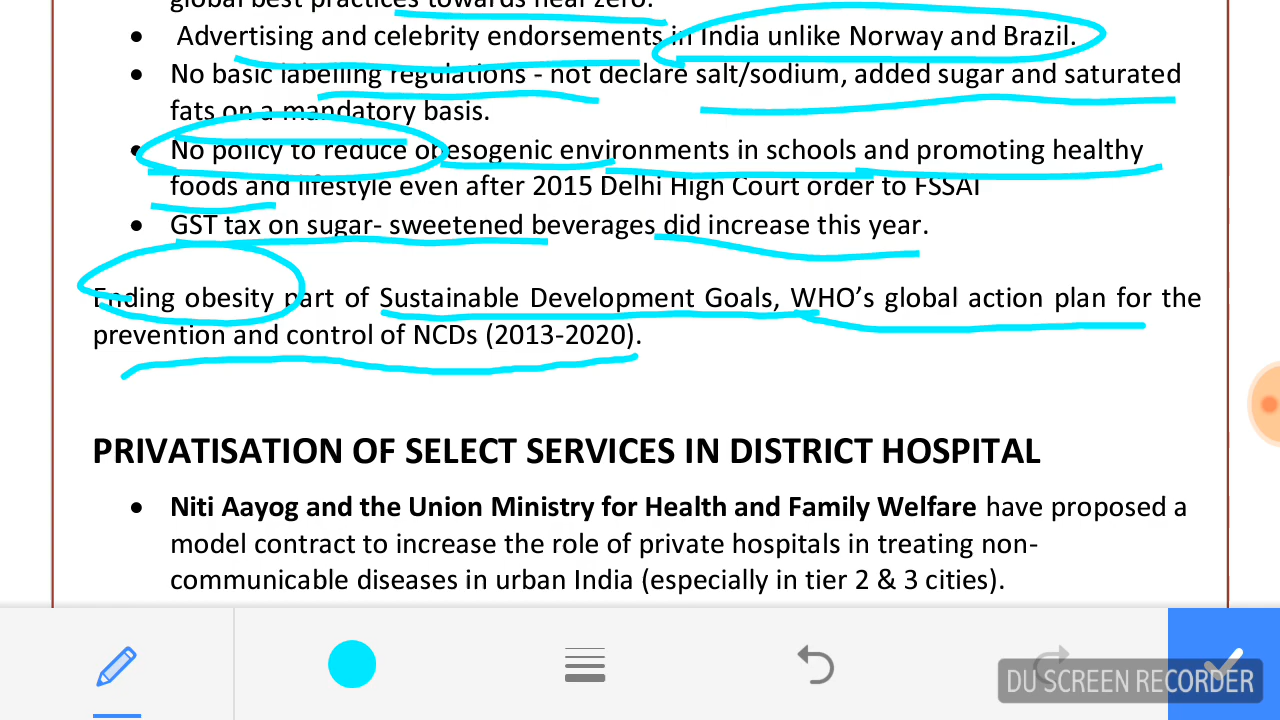 global best practices towards near zero.
• Advertising and celebrity endorsements in India unlike Norway and Brazil.
• No basic labelling regulations - not declare salt/sodium, added sugar and saturated
fats on a mandatory basis.
• No policy to reduce obesogenic environments in schools and promoting healthy
foods and lifestyle even after 2015 Delhi High Court order to FSSAI
• GST tax on sugar- sweetened beverages did increase this year.
Ending obesity part of Sustainable Development Goals, WHO’s global action plan for the
prevention and control of NCDs (2013-2020).
PRIVATISATION OF SELECT SERVICES IN DISTRICT HOSPITAL
• Niti Aayog and the Union Ministry for Health and Family Welfare have proposed a
model contract to increase the role of private hospitals in treating non-
communicable diseases in urban India (especially in tier 2 & 3 cities).
DU SCREEN RECORDER